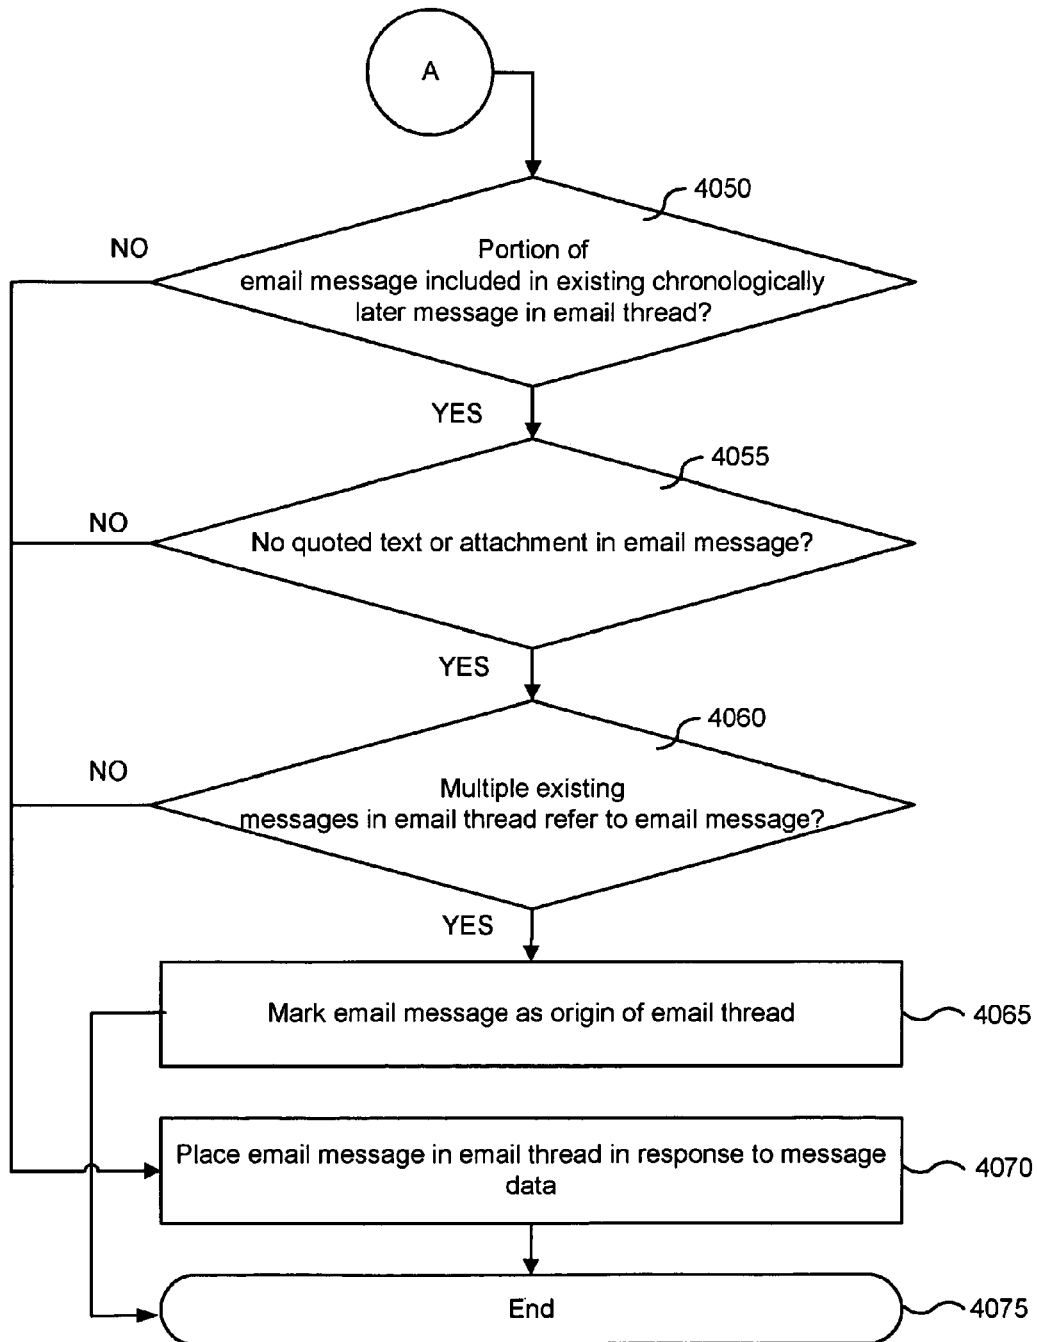 A
4050
NO
Portion of
email message included in existing chronologically
later message in email thread?
YES
4055
NO
No quoted text or attachment in email message?
YES
4060
NO
Multiple existing
messages in email thread refer to email message?
YES
Mark email message as origin of email thread
4065
Place email message in email thread in response to message
data
4070
End
4075